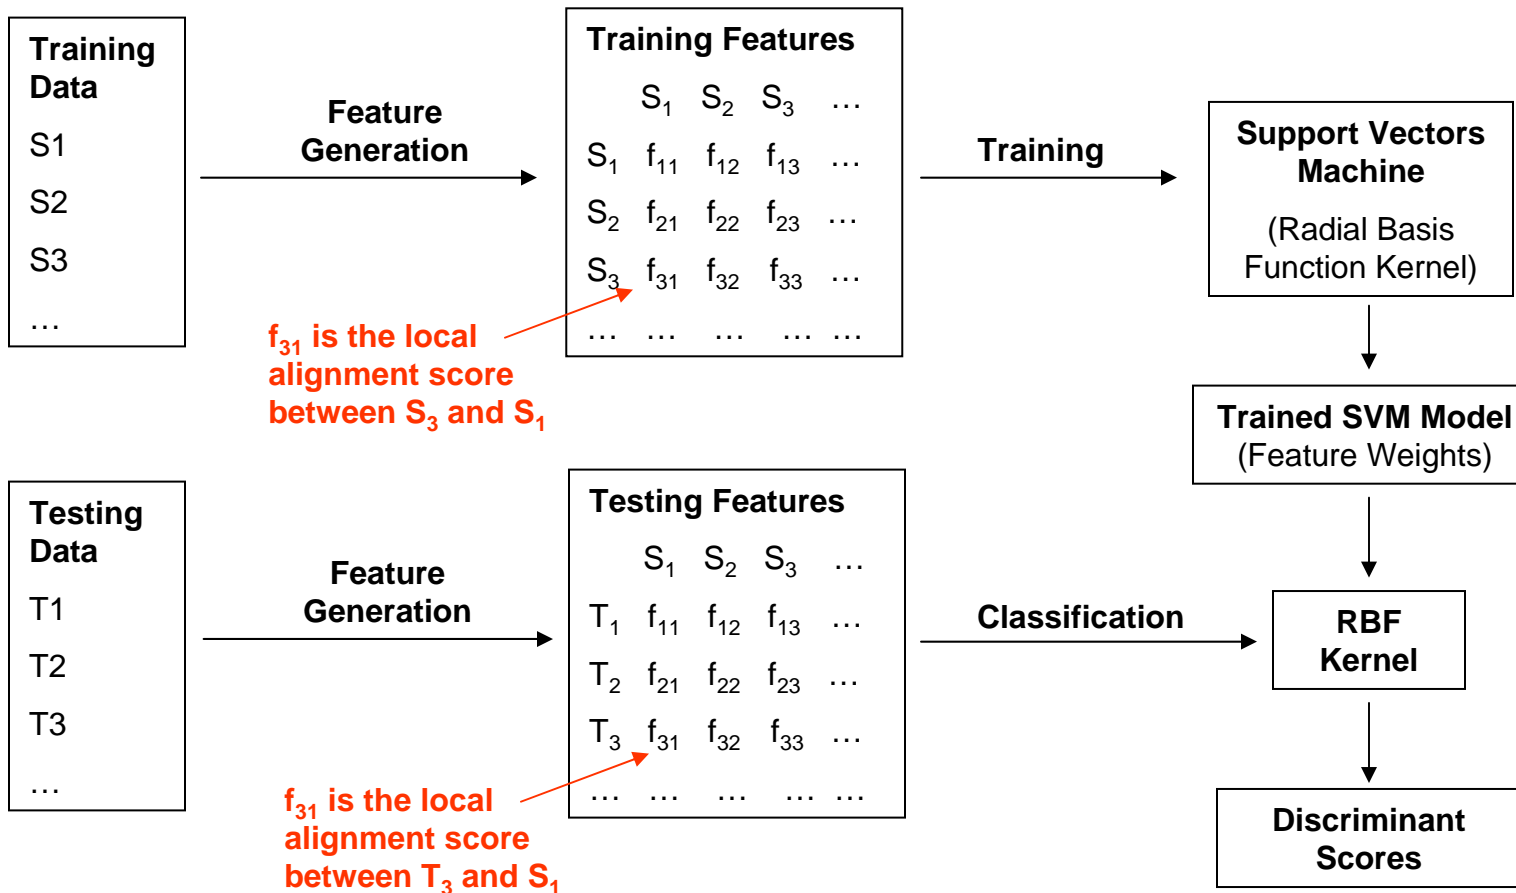 Training
Data
S1
S2
S3
…
Feature
Generation
Training Features
S₁ S₂ S₃ …
S₁ f₁₁ f₁₂ f₁₃ …
S₂ f₂₁ f₂₂ f₂₃ …
S₃ f₃₁ f₃₂ f₃₃ …
… … … … …
f₃₁ is the local
alignment score
between S₃ and S₁
Training
Support Vectors
Machine
(Radial Basis
Function Kernel)
Trained SVM Model
(Feature Weights)
Testing
Data
T1
T2
T3
…
Feature
Generation
Testing Features
S₁ S₂ S₃ …
T₁ f₁₁ f₁₂ f₁₃ …
T₂ f₂₁ f₂₂ f₂₃ …
T₃ f₃₁ f₃₂ f₃₃ …
… … … … …
f₃₁ is the local
alignment score
between T₃ and S₁
Classification
RBF
Kernel
Discriminant
Scores